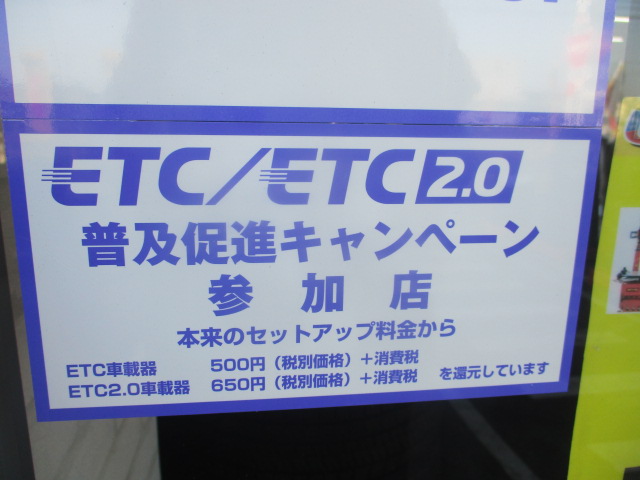 ETC/ETC2.0
普及促進キャンペーン
参加店
本来のセットアップ料金から
ETC車載器 500円(税別価格)+消費税
ETC2.0車載器 650円(税別価格)+消費税 を還元しています